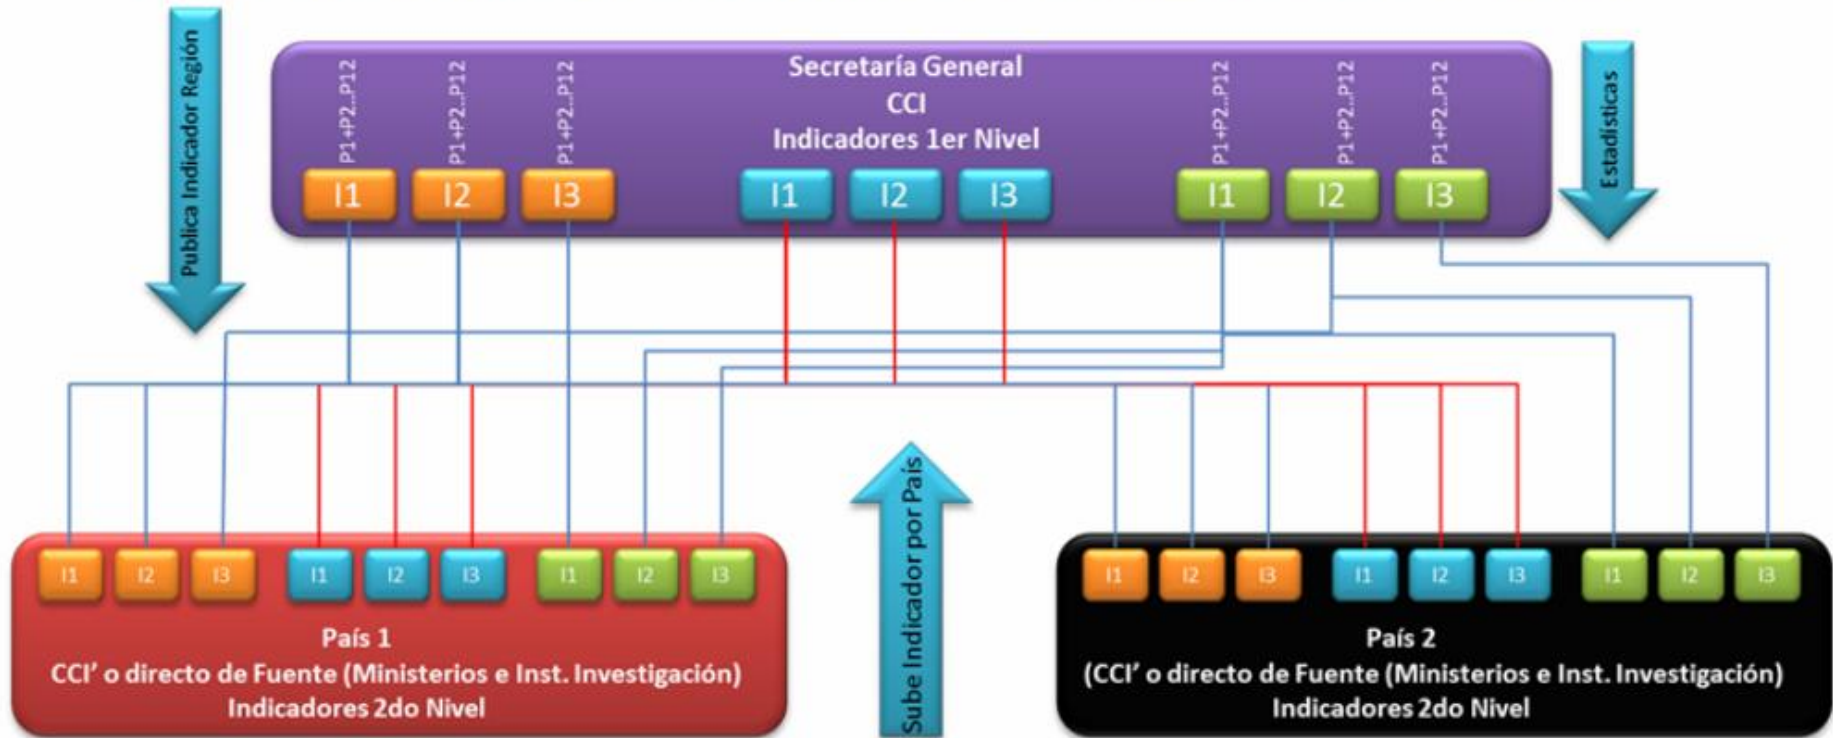 Publica Indicador Región
Secretaría General
CCI
Indicadores 1er Nivel
P1+P2..P12
P1+P2..P12
P1+P2..P12
P1+P2..P12
P1+P2..P12
P1+P2..P12
I1
I2
I3
I1
I2
I3
I1
I2
I3
Estadísticas
Sube Indicador por País
I1
I2
I3
I1
I2
I3
I1
I2
I3
País 1
CCI’ o directo de Fuente (Ministerios e Inst. Investigación)
Indicadores 2do Nivel
I1
I2
I3
I1
I2
I3
I1
I2
I3
País 2
(CCI’ o directo de Fuente (Ministerios e Inst. Investigación)
Indicadores 2do Nivel